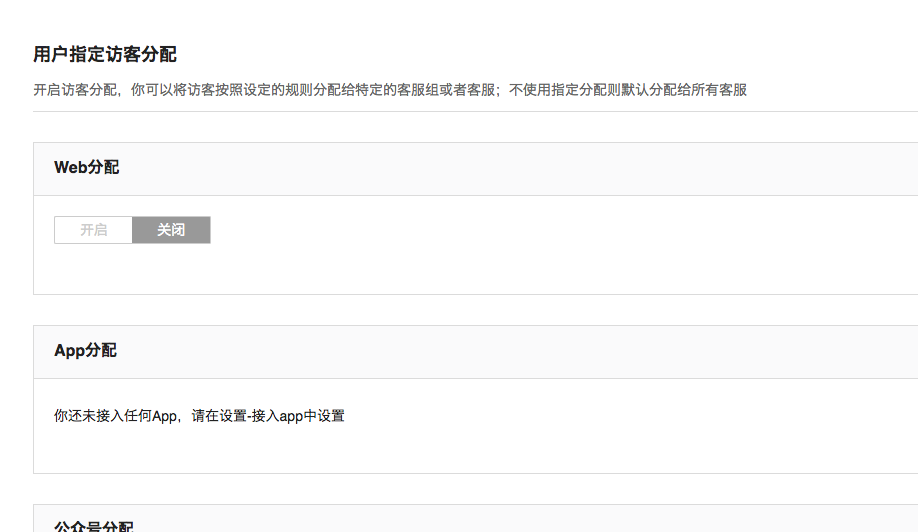 用户指定访客分配
开启访客分配，你可以将访客按照设定的规则分配给特定的客服组或者客服；不使用指定分配则默认分配给所有客服
Web分配
开启 关闭
App分配
你还未接入任何App，请在设置-接入app中设置
公众号分配